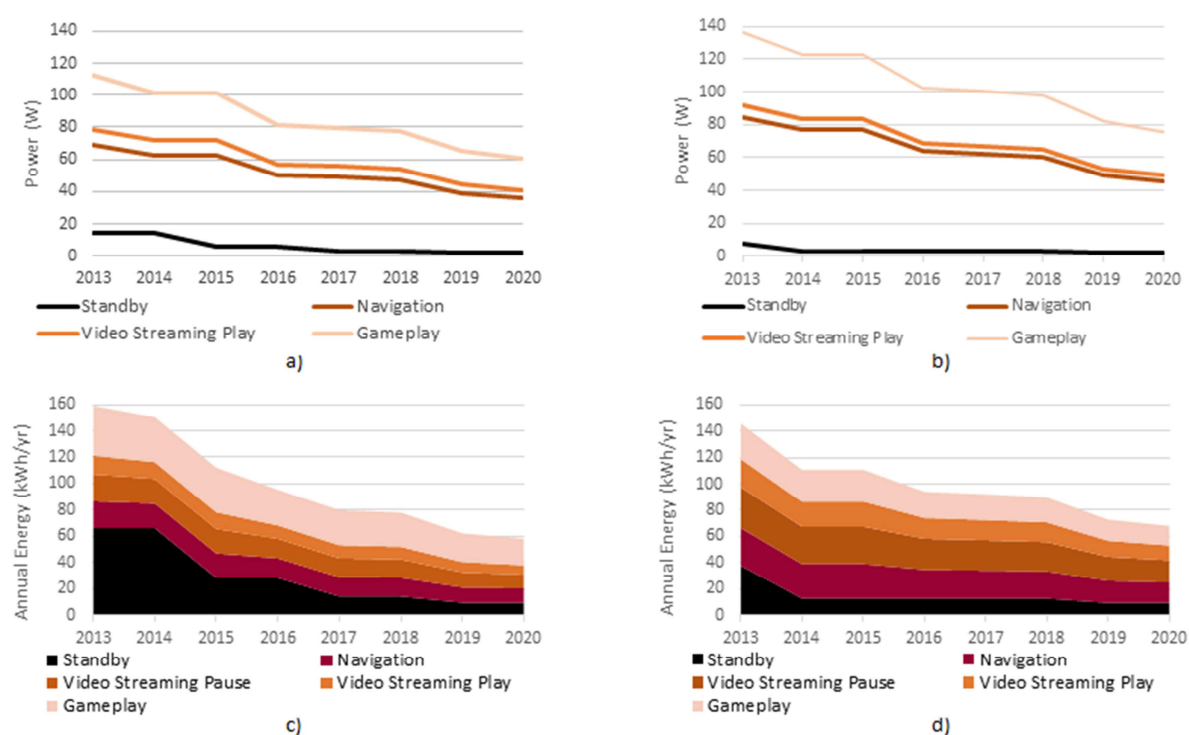 140
120
100
80
60
40
20
0
Power (W)
2013 2014 2015 2016 2017 2018 2019 2020
Standby Navigation
Video Streaming Play Gameplay
a)
140
120
100
80
60
40
20
0
Power (W)
2013 2014 2015 2016 2017 2018 2019 2020
Standby Navigation
Video Streaming Play Gameplay
b)
160
140
120
100
80
60
40
20
0
Annual Energy (kWh/yr)
2013 2014 2015 2016 2017 2018 2019 2020
Standby Navigation
Video Streaming Pause Video Streaming Play
Gameplay
c)
160
140
120
100
80
60
40
20
0
Annual Energy (kWh/yr)
2013 2014 2015 2016 2017 2018 2019 2020
Standby Navigation
Video Streaming Pause Video Streaming Play
Gameplay
d)